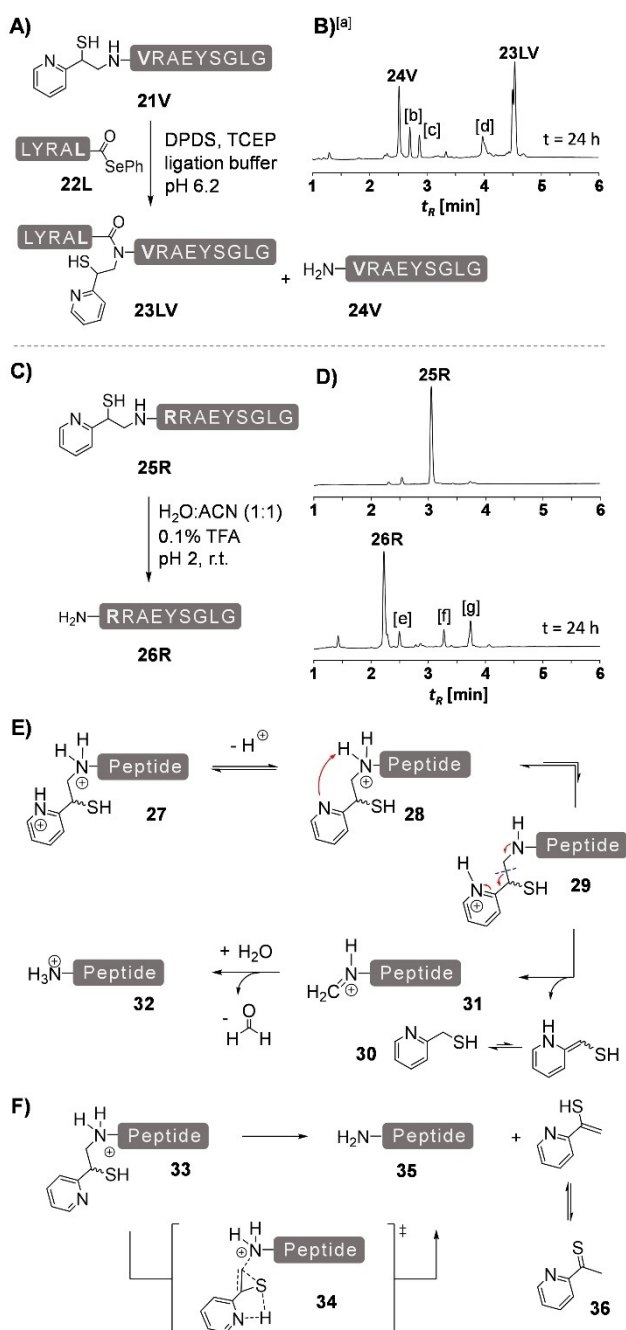 A)
SH
N
H
N
VRAEYSGLG
21V
LYRAL
O
SePh
22L
DPDS, TCEP
ligation buffer
pH 6.2
LYRAL
O
N
VRAEYSGLG
HS
N
23LV
+
H₂N
VRAEYSGLG
24V
B)[a]
24V
[b]
[c]
[d]
23LV
t = 24 h
1 2 3 4 5 6
tR [min]
C)
SH
N
N
H
RRAEYSGLG
25R
H₂O:ACN (1:1)
0.1% TFA
pH 2, r.t.
H₂N
RRAEYSGLG
26R
D)
25R
1 2 3 4 5 6
26R
[e]
[f]
[g]
t = 24 h
1 2 3 4 5 6
tR [min]
E)
H H
N
⊕
Peptide
H
N
⊕
SH
27
- H⊕
H H
N
⊕
Peptide
N
SH
28
H
N
Peptide
H
N
⊕
SH
29
H₃N
⊕
Peptide
32
+ H₂O
-
O
H H
H
N
⊕
H₂C
Peptide
31
30
N
SH
H
N
SH
F)
H H
N
⊕
Peptide
SH
N
33
H₂N
Peptide
35
+
HS
N
H H
N
⊕
Peptide
S
N
H
34
‡
S
N
36